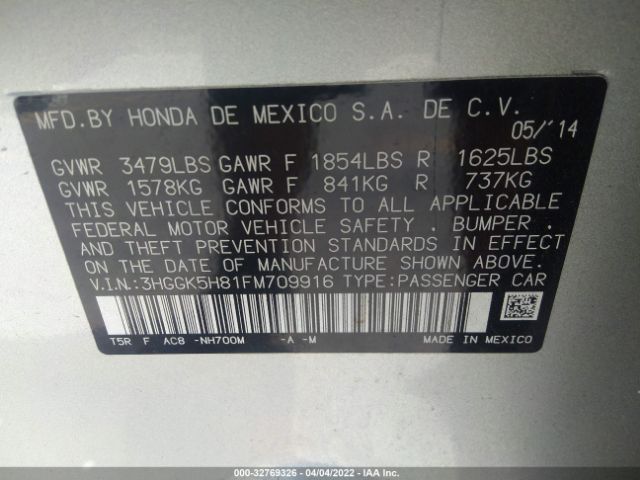 MFD.BY HONDA DE MEXICO S.A. DE C.V.
05/'14
GVWR 3479LBS GAWR F 1854LBS R 1625LBS
GVWR 1578KG GAWR F 841KG R 737KG
THIS VEHICLE CONFORMS TO ALL APPLICABLE
FEDERAL MOTOR VEHICLE SAFETY , BUMPER ,
AND THEFT PREVENTION STANDARDS IN EFFECT
ON THE DATE OF MANUFACTURE SHOWN ABOVE.
V.I.N.:3HGGK5H81FM709916 TYPE:PASSENGER CAR
T5R F AC8 -NH700M -A -M MADE IN MEXICO
000-32769326 - 04/04/2022 - IAA Inc.